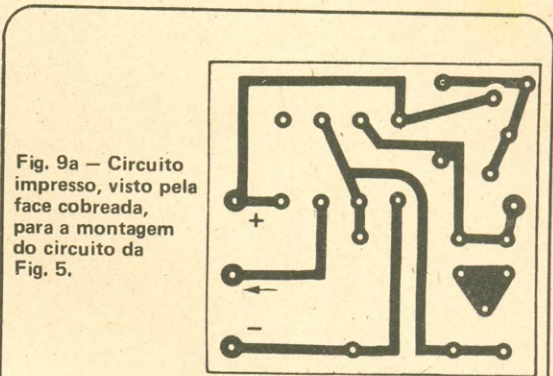 Fig. 9a — Circuito
impresso, visto pela
face cobreada,
para a montagem
do circuito da
Fig. 5.
+
−